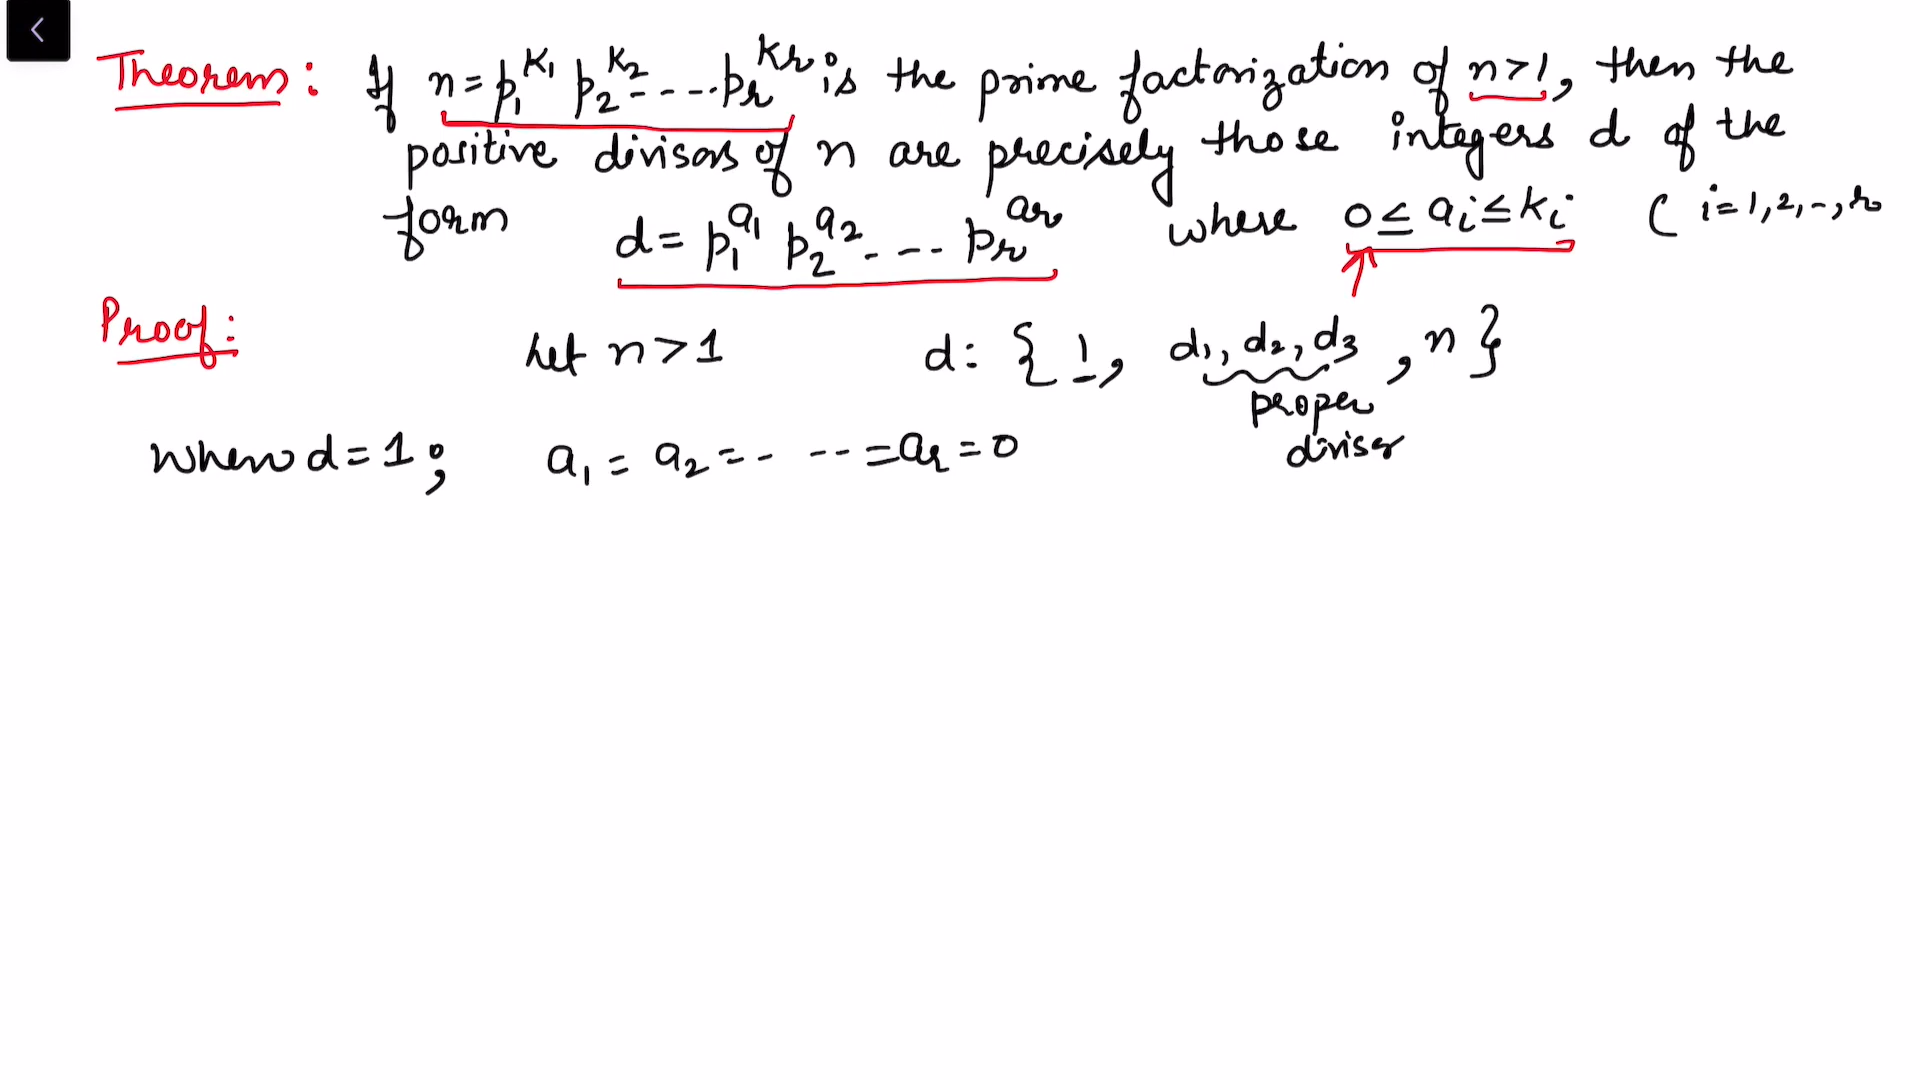 Theorem: If n = p₁^k₁ p₂^k₂ - - - .. pᵣ^kᵣ is the prime factorization of n>1, then the
positive divisors of n are precisely those integers d of the
form d = p₁^a₁ p₂^a₂ - - - - pᵣ^aᵣ where 0 ≤ aᵢ ≤ kᵢ ( i=1,2,-,r
Proof: Let n>1 d: { 1, d₁, d₂, d₃ , n }
proper
divisor
When d=1; a₁ = a₂ = - - - - = aᵣ = 0